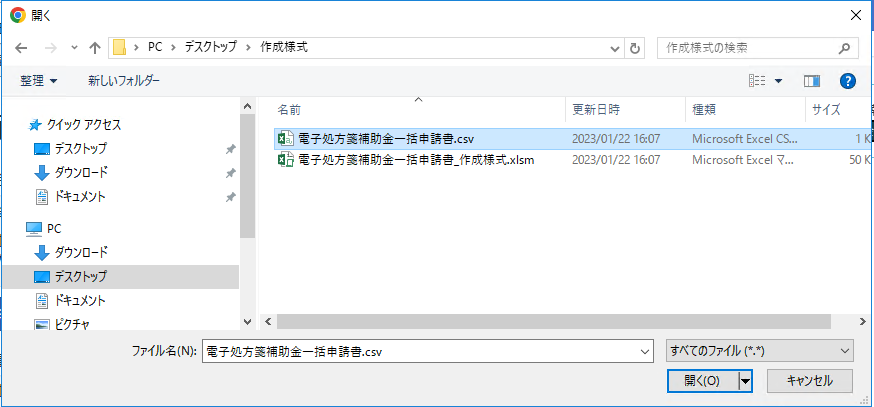 開く
PC > デスクトップ > 作成様式
作成様式の検索
整理 新しいフォルダー
名前 更新日時 種類 サイズ
クイック アクセス
デスクトップ
ダウンロード
ドキュメント
PC
ダウンロード
デスクトップ
ドキュメント
ピクチャ
電子処方箋補助金一括申請書.csv 2023/01/22 16:07 Microsoft Excel CS... 1 K
電子処方箋補助金一括申請書_作成様式.xlsm 2023/01/22 16:07 Microsoft Excel マ... 50 K
ファイル名(N): 電子処方箋補助金一括申請書.csv すべてのファイル (*.*)
開く(O) キャンセル